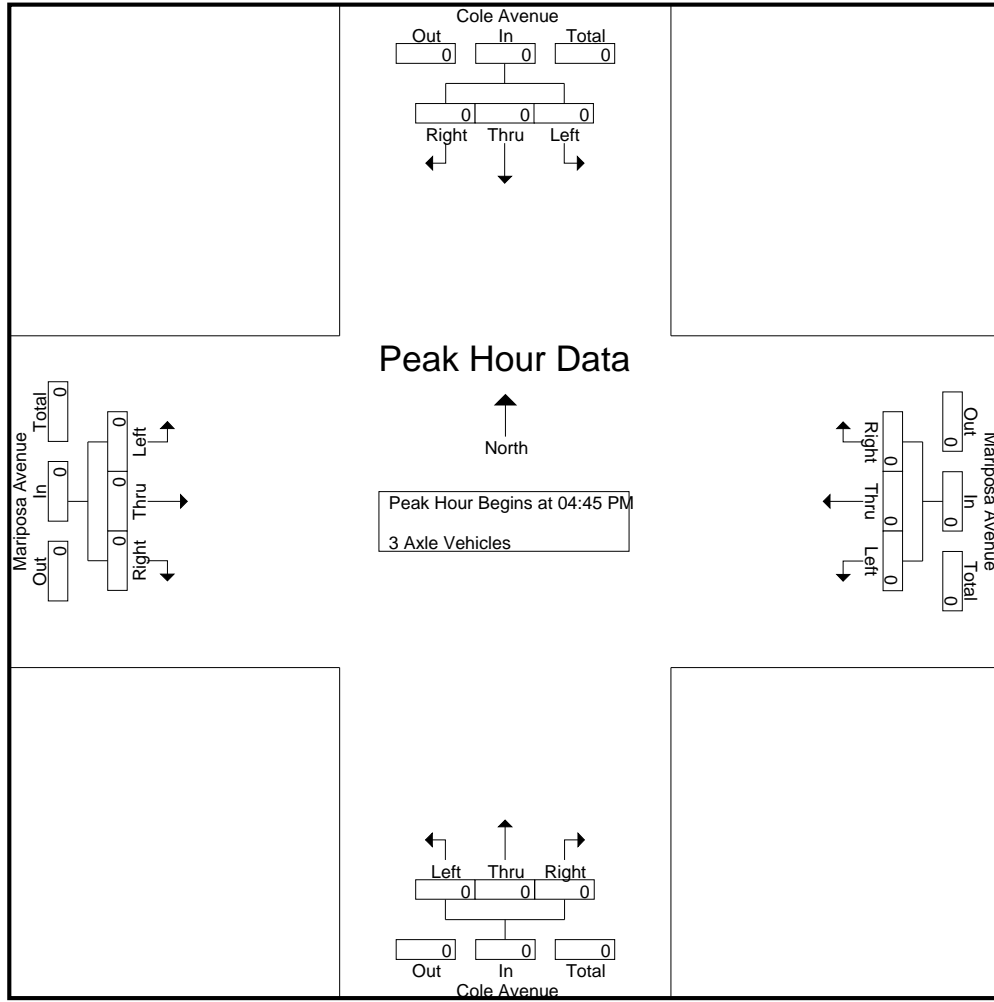 Cole Avenue
Out In Total
0 0 0
0 0 0
Right Thru Left
Peak Hour Data
North
Peak Hour Begins at 04:45 PM
3 Axle Vehicles
Mariposa Avenue
Total In Out
0 0 0
0 0 0
Left Thru Right
Mariposa Avenue
Out In Total
0 0 0
0 0 0
Right Thru Left
Left Thru Right
0 0 0
0 0 0
Out In Total
Cole Avenue